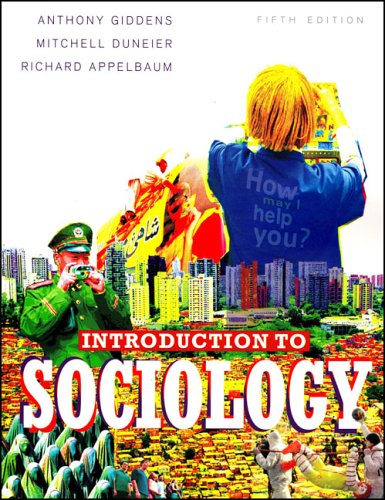 ANTHONY GIDDENS
MITCHELL DUNEIER
RICHARD APPELBAUM
FIFTH EDITION
How
may I
help
you?
INTRODUCTION TO
SOCIOLOGY